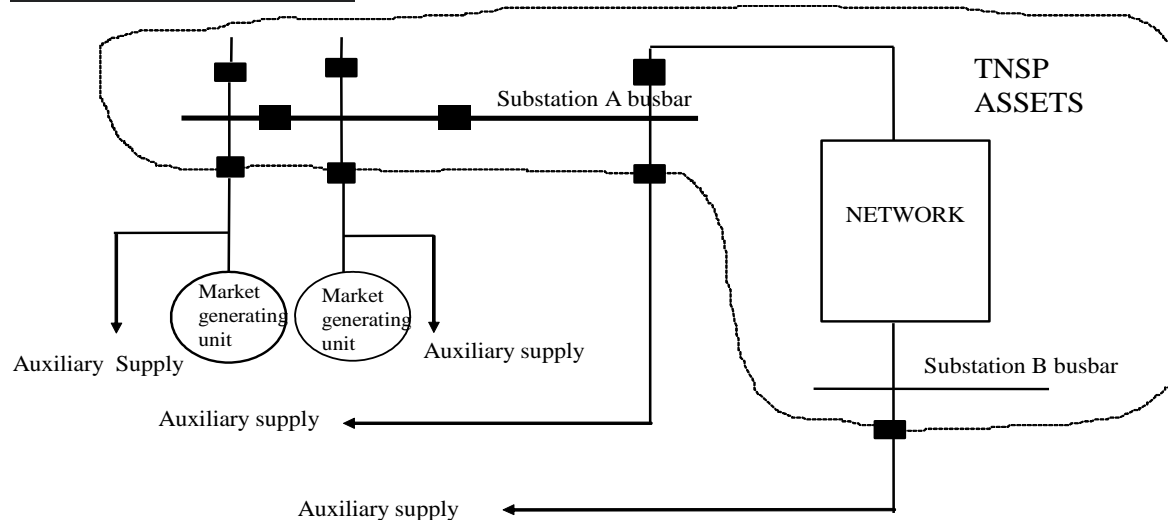 TNSP
ASSETS
Substation A busbar
NETWORK
Market
generating
unit
Market
generating
unit
Auxiliary  Supply
Auxiliary supply
Substation B busbar
Auxiliary supply
Auxiliary supply